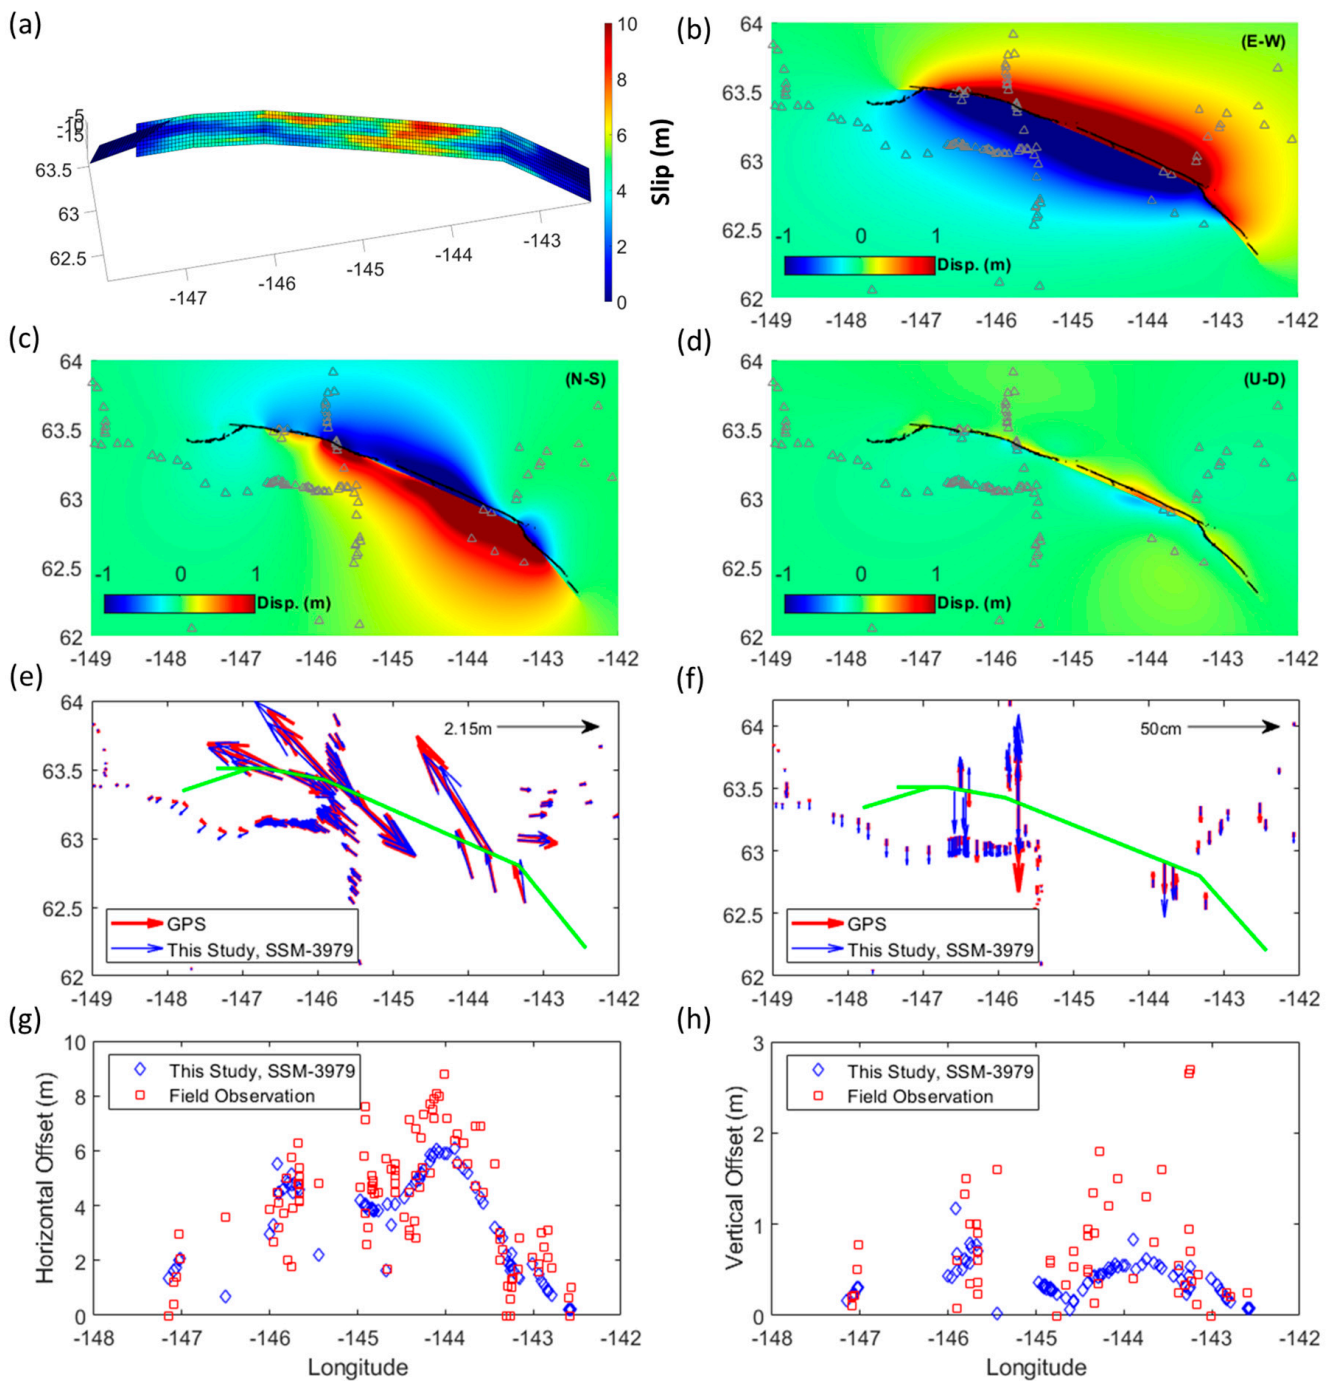 (a)
10
8
6
4
2
0
Slip (m)
-5
-10
-15
63.5
63
62.5
-147
-146
-145
-144
-143
(b)
(E-W)
64
63.5
63
62.5
62
-1 0 1
Disp. (m)
-149 -148 -147 -146 -145 -144 -143 -142
(c)
(N-S)
64
63.5
63
62.5
62
-1 0 1
Disp. (m)
-149 -148 -147 -146 -145 -144 -143 -142
(d)
(U-D)
64
63.5
63
62.5
62
-1 0 1
Disp. (m)
-149 -148 -147 -146 -145 -144 -143 -142
(e)
64
63.5
63
62.5
62
2.15m
GPS
This Study, SSM-3979
-149 -148 -147 -146 -145 -144 -143 -142
(f)
64
63.5
63
62.5
62
50cm
GPS
This Study, SSM-3979
-149 -148 -147 -146 -145 -144 -143 -142
(g)
10
8
6
4
2
0
Horizontal Offset (m)
This Study, SSM-3979
Field Observation
-148 -147 -146 -145 -144 -143 -142
Longitude
(h)
3
2
1
0
Vertical Offset (m)
This Study, SSM-3979
Field Observation
-148 -147 -146 -145 -144 -143 -142
Longitude